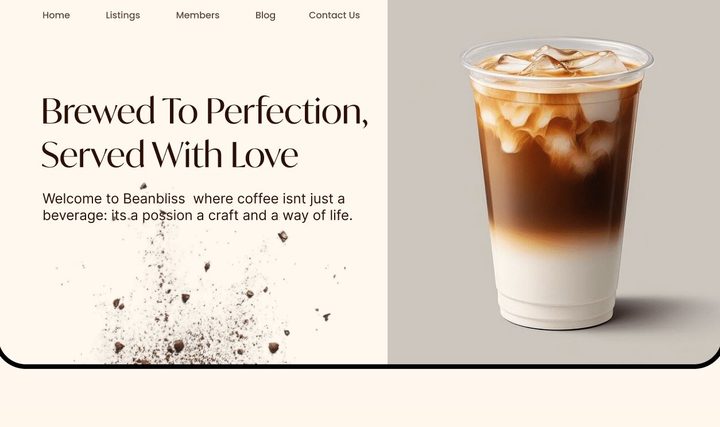 Home Listings Members Blog Contact Us
Brewed To Perfection,
Served With Love
Welcome to Beanbliss where coffee isnt just a
beverage: its a possion a craft and a way of life.